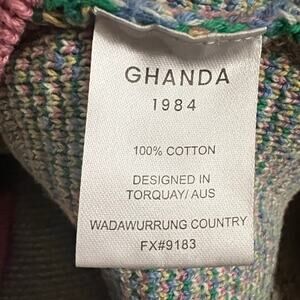 GHANDA
1984
100% COTTON
DESIGNED IN
TORQUAY/ AUS
WADAWURRUNG COUNTRY
FX#9183